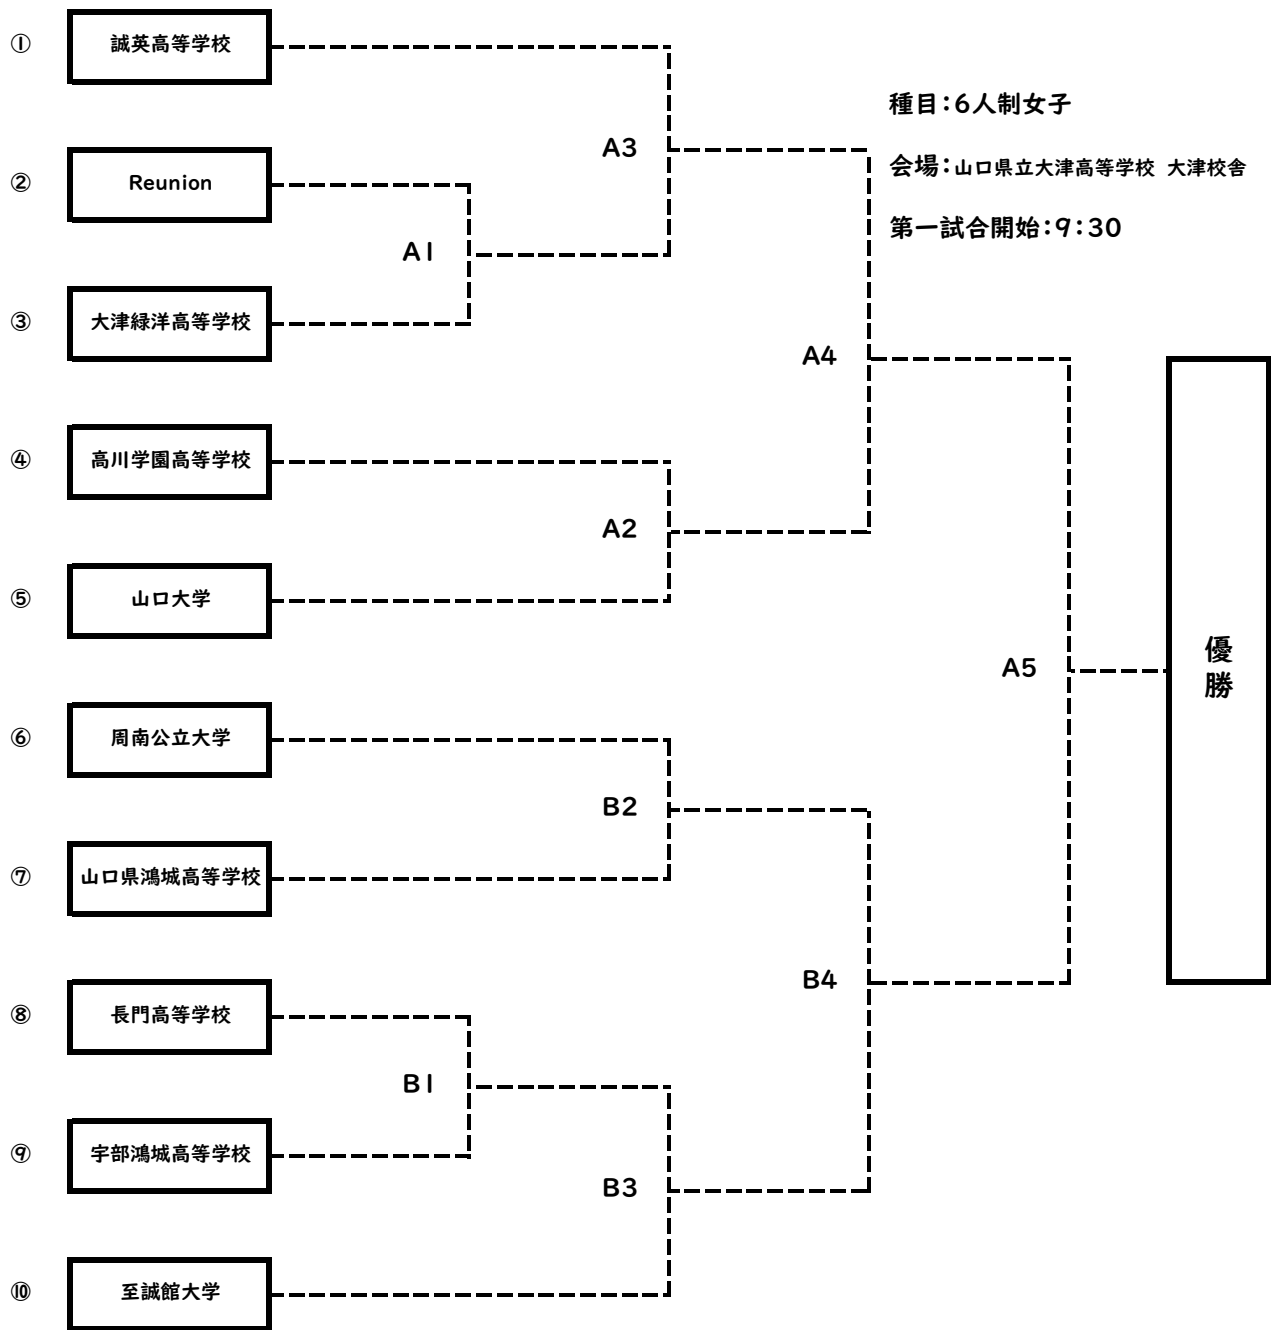 ① 誠英高等学校
種目：6人制女子
A3
会場：山口県立大津高等学校 大津校舎
② Reunion
第一試合開始：9：30
A1
③ 大津緑洋高等学校
A4
④ 高川学園高等学校
A2
⑤ 山口大学
優勝
A5
⑥ 周南公立大学
B2
⑦ 山口県鴻城高等学校
B4
⑧ 長門高等学校
B1
⑨ 宇部鴻城高等学校
B3
⑩ 至誠館大学